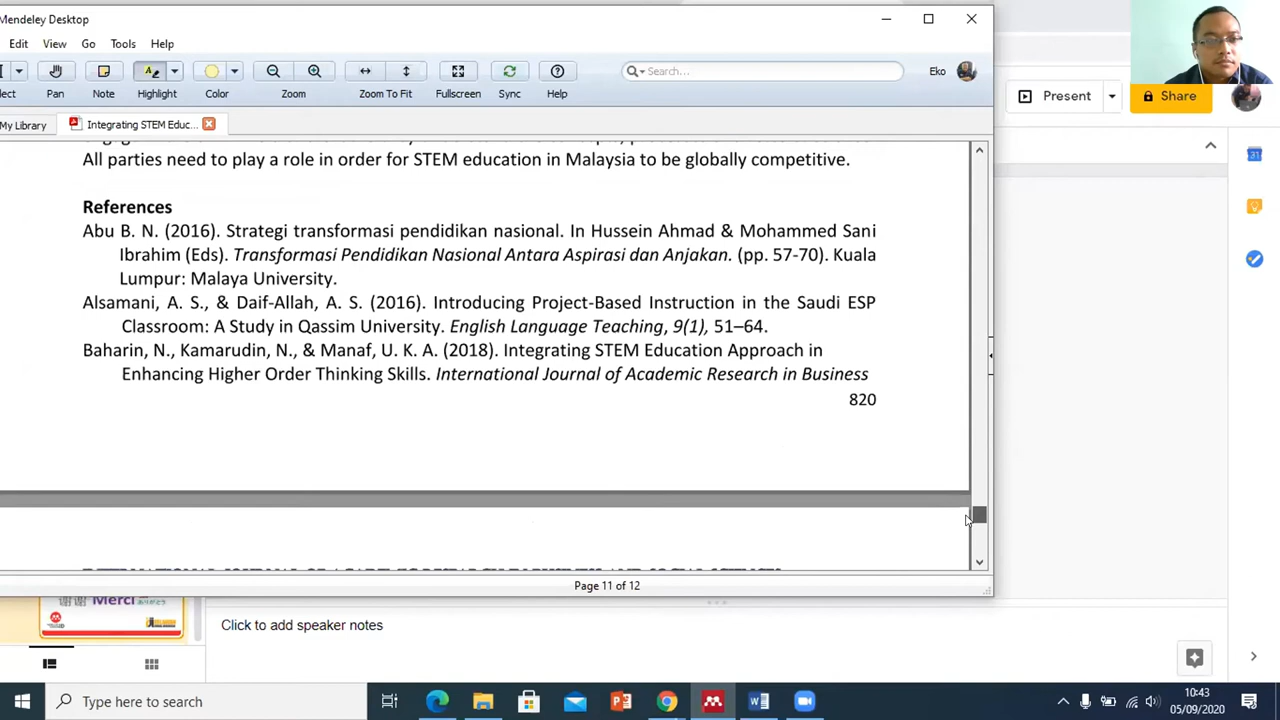 Mendeley Desktop
Edit View Go Tools Help
Search...
Eko
Pan Note Highlight Color Zoom Zoom To Fit Fullscreen Sync Help
My Library Integrating STEM Educ...
All parties need to play a role in order for STEM education in Malaysia to be globally competitive.
References
Abu B. N. (2016). Strategi transformasi pendidikan nasional. In Hussein Ahmad & Mohammed Sani
Ibrahim (Eds). Transformasi Pendidikan Nasional Antara Aspirasi dan Anjakan. (pp. 57-70). Kuala
Lumpur: Malaya University.
Alsamani, A. S., & Daif-Allah, A. S. (2016). Introducing Project-Based Instruction in the Saudi ESP
Classroom: A Study in Qassim University. English Language Teaching, 9(1), 51–64.
Baharin, N., Kamarudin, N., & Manaf, U. K. A. (2018). Integrating STEM Education Approach in
Enhancing Higher Order Thinking Skills. International Journal of Academic Research in Business
820
Page 11 of 12
Present Share
31
谢谢 Merci
Click to add speaker notes
Type here to search
10:43
05/09/2020